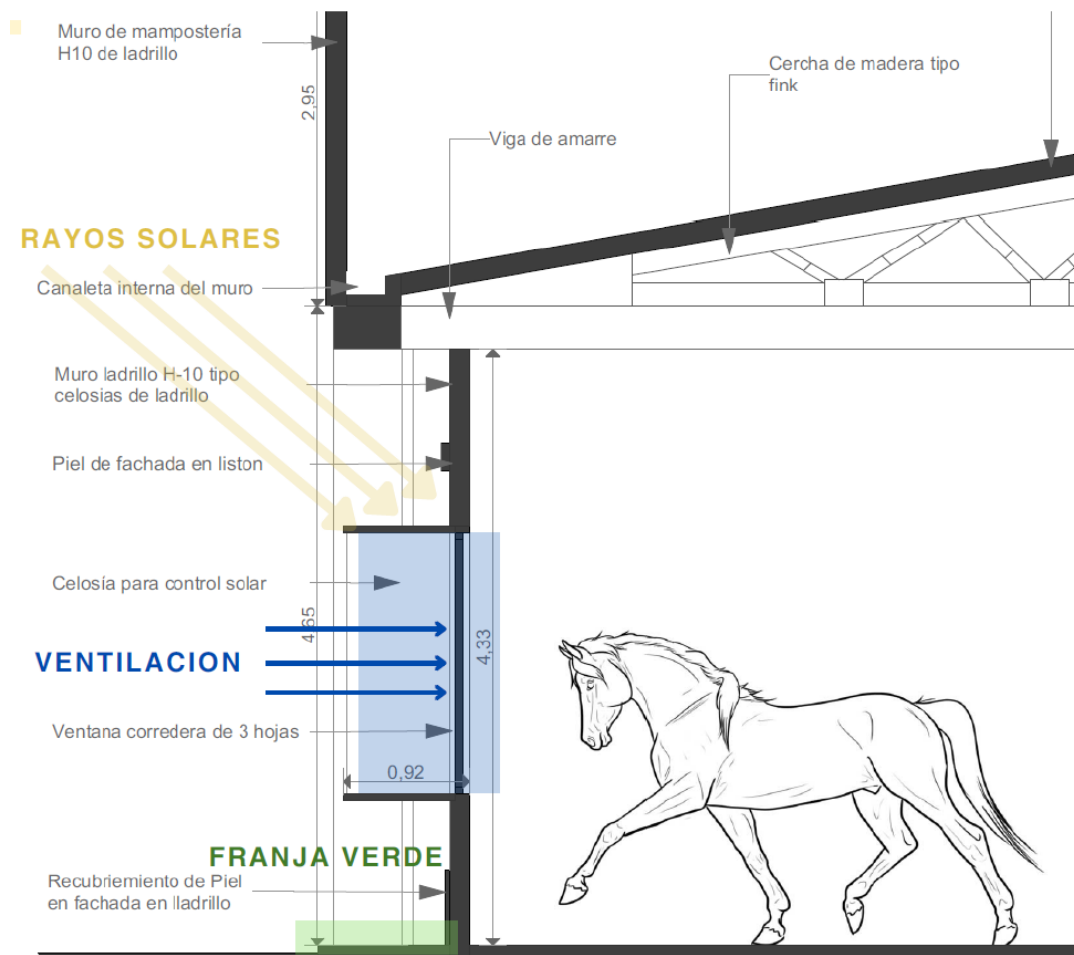 Muro de mampostería
H10 de ladrillo
Cercha de madera tipo
fink
2,95
Viga de amarre
RAYOS SOLARES
Canaleta interna del muro
Muro ladrillo H-10 tipo
celosias de ladrillo
Piel de fachada en liston
Celosía para control solar
4,65
4,33
VENTILACION
Ventana corredera de 3 hojas
0,92
FRANJA VERDE
Recubriemiento de Piel
en fachada en lladrillo